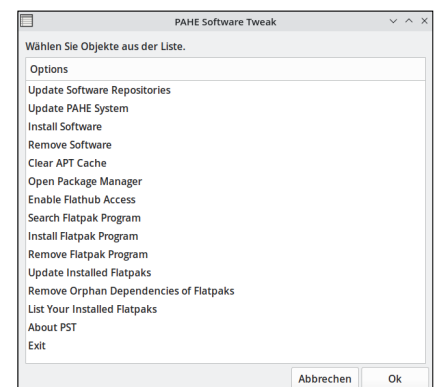 PAHE Software Tweak
Wählen Sie Objekte aus der Liste.
Options
Update Software Repositories
Update PAHE System
Install Software
Remove Software
Clear APT Cache
Open Package Manager
Enable Flathub Access
Search Flatpak Program
Install Flatpak Program
Remove Flatpak Program
Update Installed Flatpaks
Remove Orphan Dependencies of Flatpaks
List Your Installed Flatpaks
About PST
Exit
Abbrechen Ok